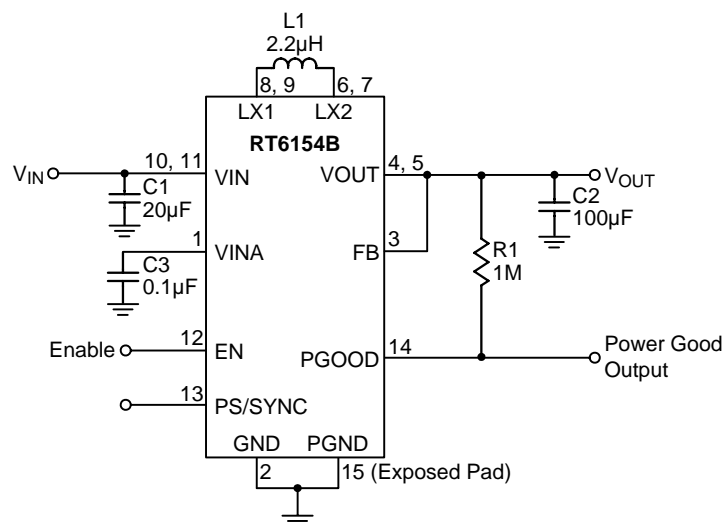 L1
2.2µH
8, 9
6, 7
LX1
LX2
RT6154B
VIN
10, 11
VIN
VOUT
4, 5
VOUT
C1
20µF
C2
100µF
1
VINA
FB
3
R1
1M
C3
0.1µF
Enable
12
EN
PGOOD
14
Power Good
Output
13
PS/SYNC
GND
PGND
2
15 (Exposed Pad)